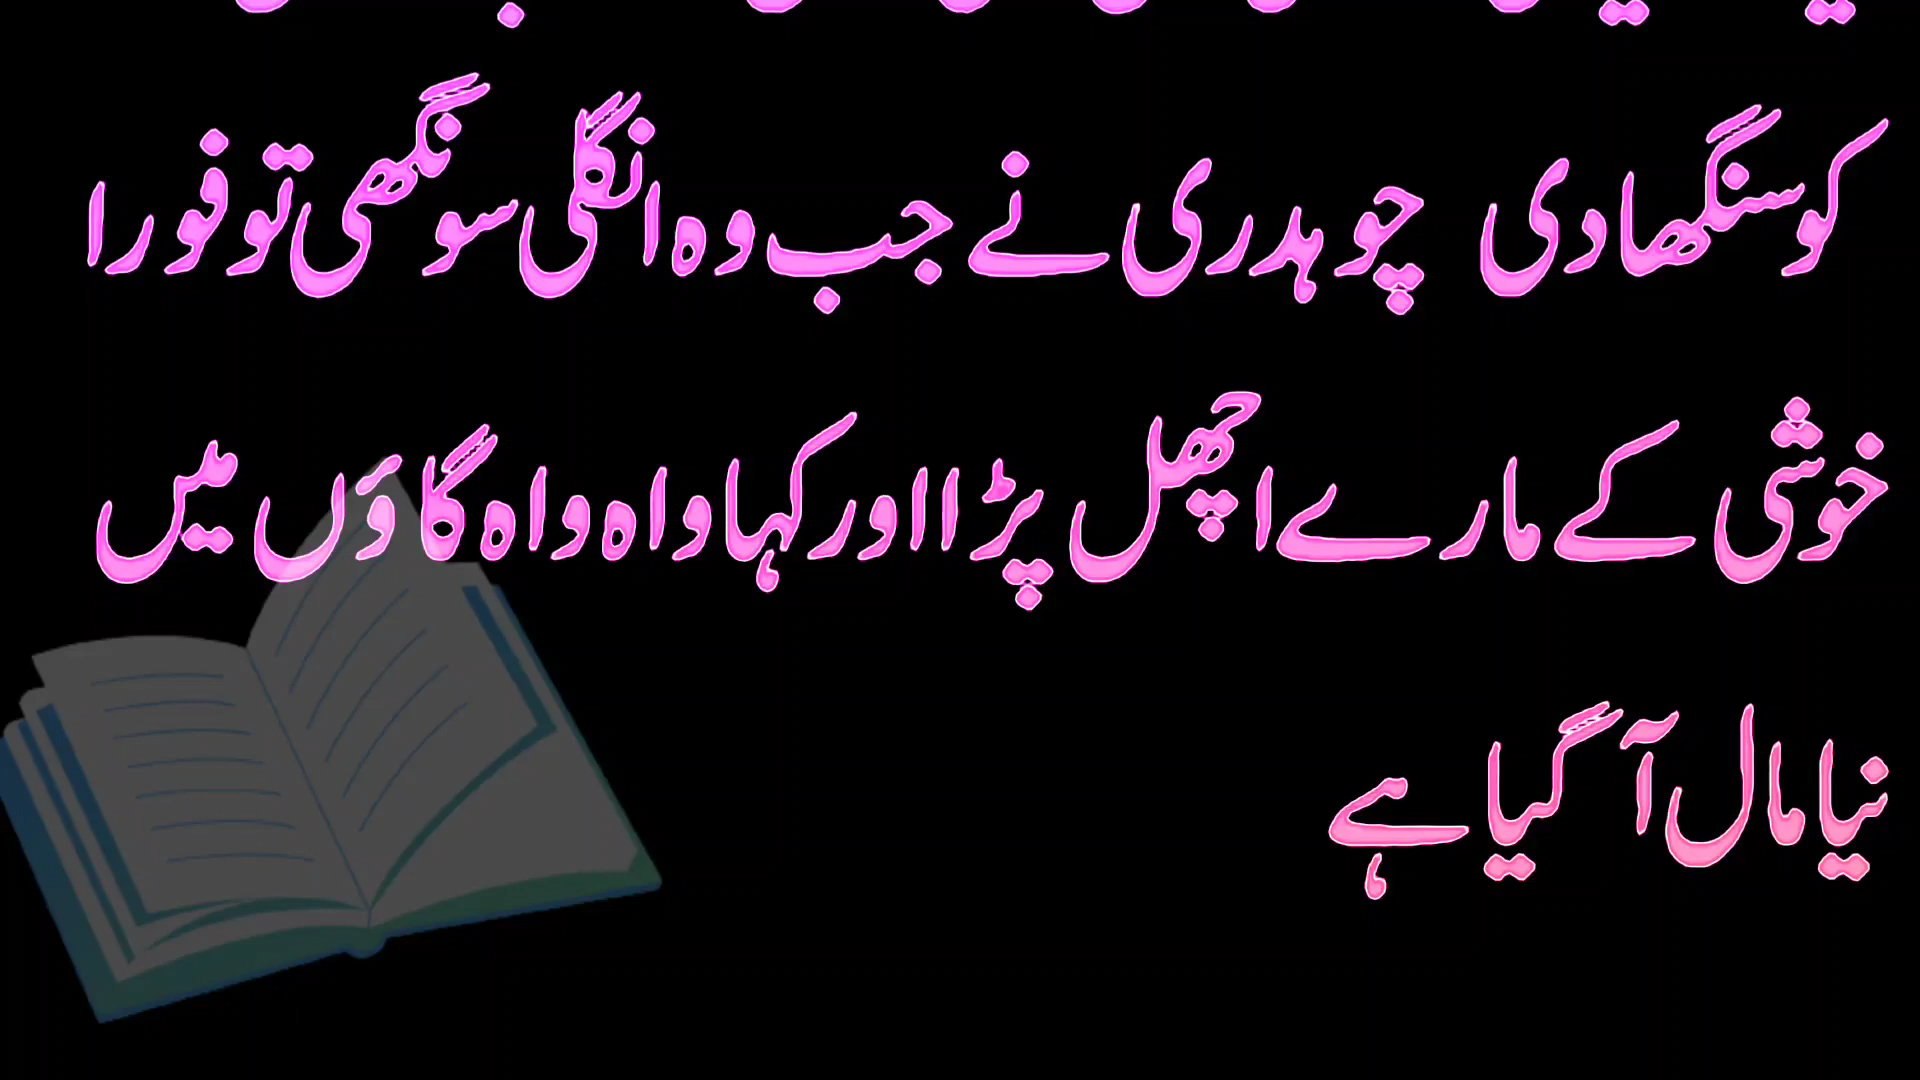 کو سنگھا دی چوہدری نے جب وہ انگلی سونگھی تو فورا
خوشی کے مارے اچھل پڑا اور کہا واہ واہ گاوٗں میں
نیا مال آ گیا ہے